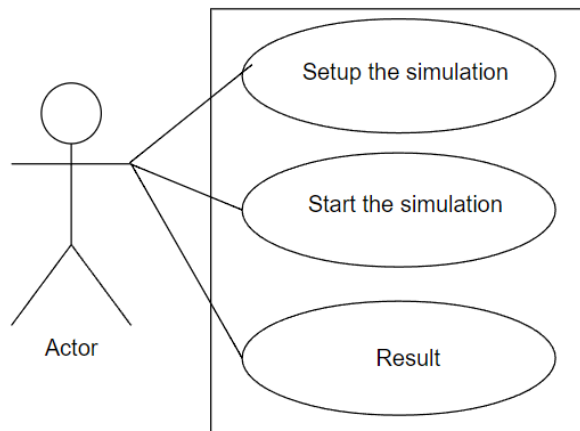 Setup the simulation
Start the simulation
Actor
Result